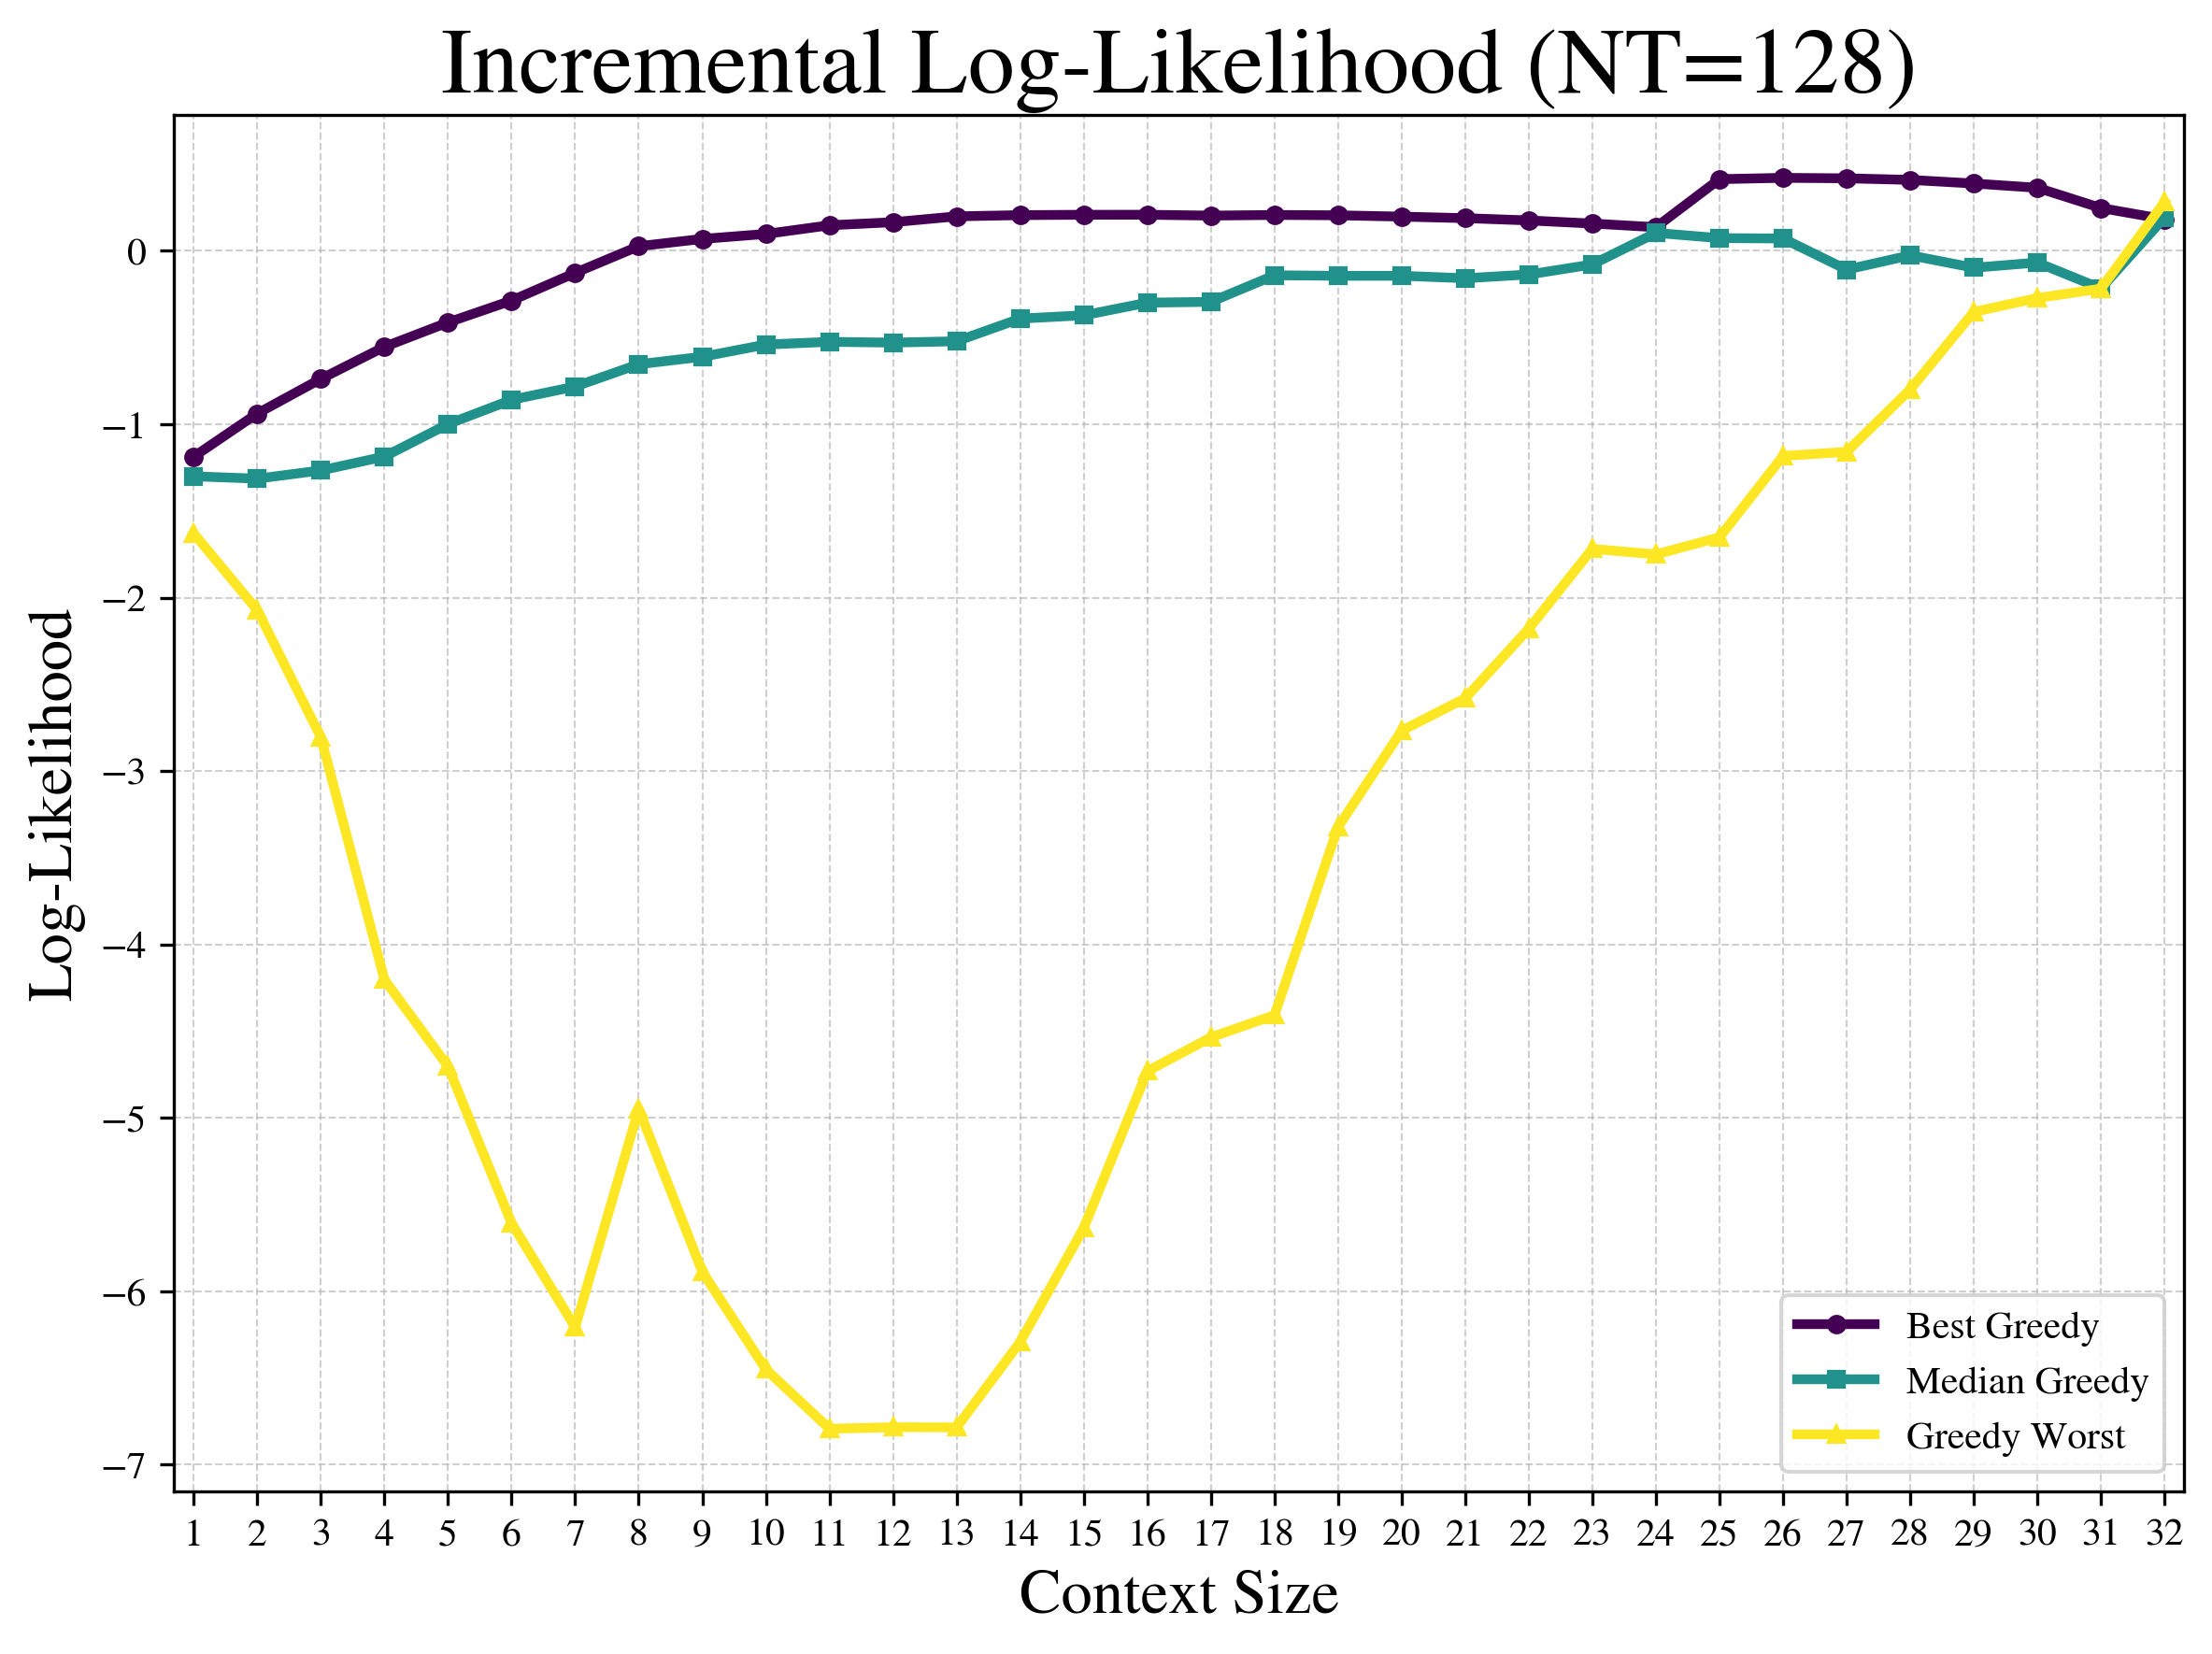 Incremental Log-Likelihood (NT=128)
Log-Likelihood
0
−1
−2
−3
−4
−5
−6
−7
Best Greedy
Median Greedy
Greedy Worst
1 2 3 4 5 6 7 8 9 10 11 12 13 14 15 16 17 18 19 20 21 22 23 24 25 26 27 28 29 30 31 32
Context Size